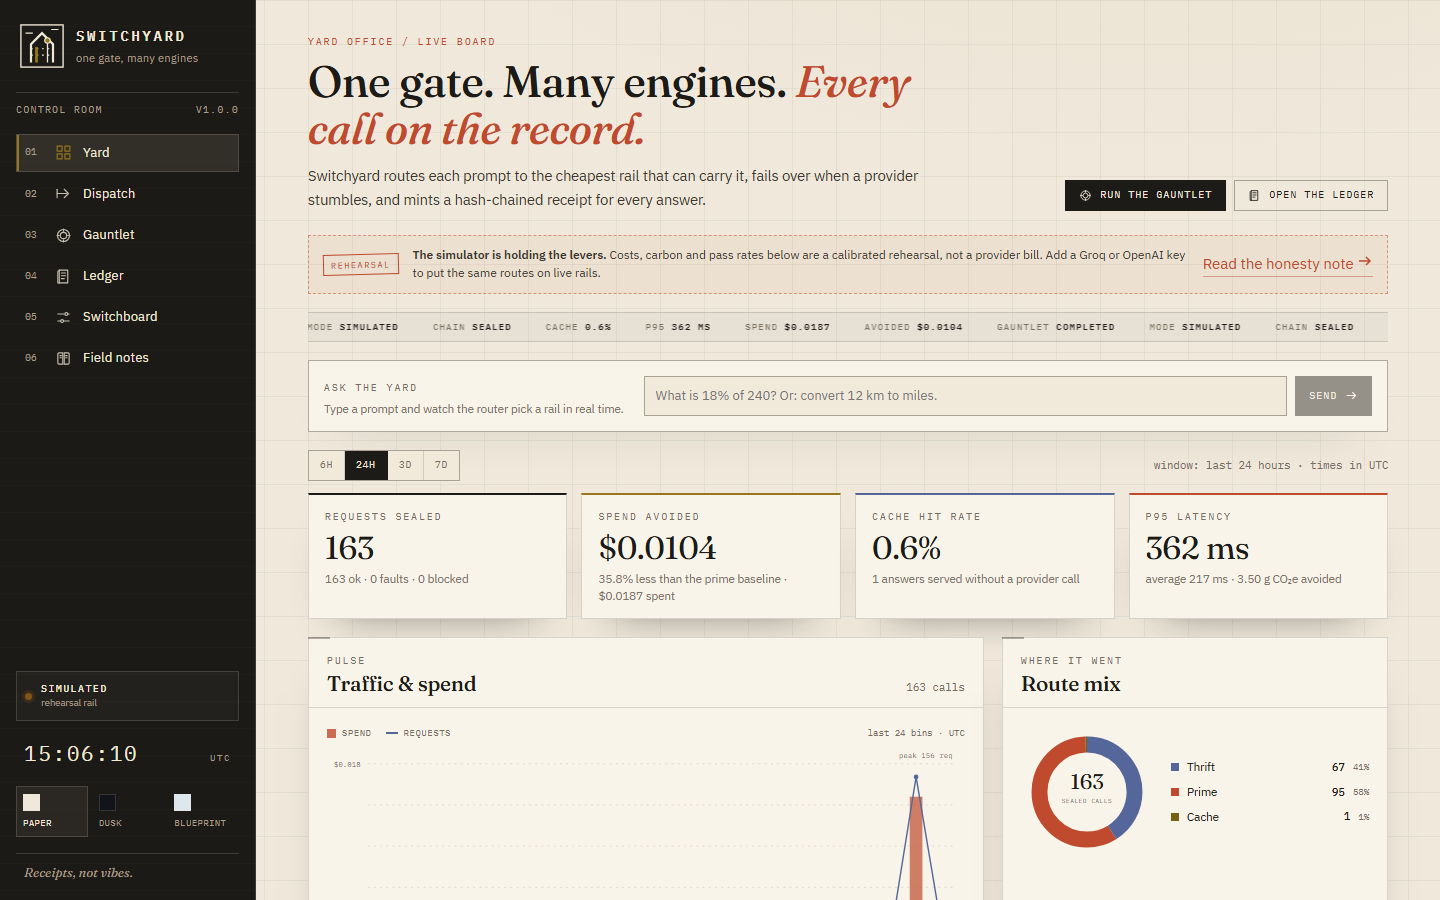 SWITCHYARD
one gate, many engines
CONTROL ROOM V1.0.0
01 Yard
02 Dispatch
03 Gauntlet
04 Ledger
05 Switchboard
06 Field notes
SIMULATED
rehearsal rail
15:06:10 UTC
PAPER DUSK BLUEPRINT
Receipts, not vibes.
YARD OFFICE / LIVE BOARD
One gate. Many engines. Every
call on the record.
Switchyard routes each prompt to the cheapest rail that can carry it, fails over when a provider
stumbles, and mints a hash-chained receipt for every answer.
RUN THE GAUNTLET OPEN THE LEDGER
REHEARSAL
The simulator is holding the levers. Costs, carbon and pass rates below are a calibrated rehearsal, not a provider bill. Add a Groq or OpenAI key
to put the same routes on live rails.
Read the honesty note →
MODE SIMULATED CHAIN SEALED CACHE 0.6% P95 362 MS SPEND $0.0187 AVOIDED $0.0104 GAUNTLET COMPLETED MODE SIMULATED CHAIN SEALED
ASK THE YARD
Type a prompt and watch the router pick a rail in real time.
What is 18% of 240? Or: convert 12 km to miles.
SEND →
6H 24H 3D 7D
window: last 24 hours · times in UTC
REQUESTS SEALED
163
163 ok · 0 faults · 0 blocked
SPEND AVOIDED
$0.0104
35.8% less than the prime baseline ·
$0.0187 spent
CACHE HIT RATE
0.6%
1 answers served without a provider call
P95 LATENCY
362 ms
average 217 ms · 3.50 g CO₂e avoided
PULSE
Traffic & spend
163 calls
SPEND REQUESTS
last 24 bins · UTC
peak 156 req
$0.018
WHERE IT WENT
Route mix
163
SEALED CALLS
Thrift 67 41%
Prime 95 58%
Cache 1 1%